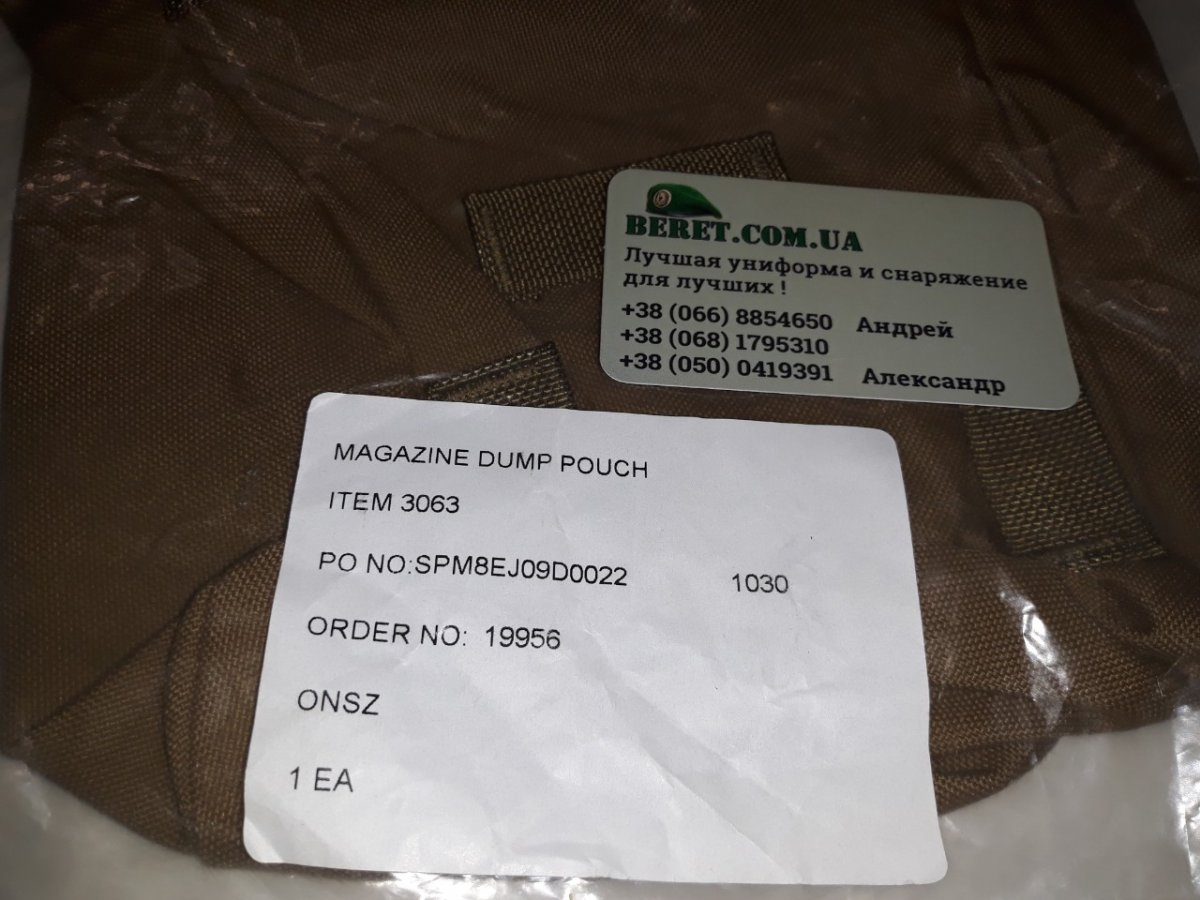 BERET.COM.UA
Лучшая униформа и снаряжение
для лучших !
+38 (066) 8854650 Андрей
+38 (068) 1795310
+38 (050) 0419391 Александр
MAGAZINE DUMP POUCH
ITEM 3063
PO NO:SPM8EJ09D0022 1030
ORDER NO: 19956
ONSZ
1 EA